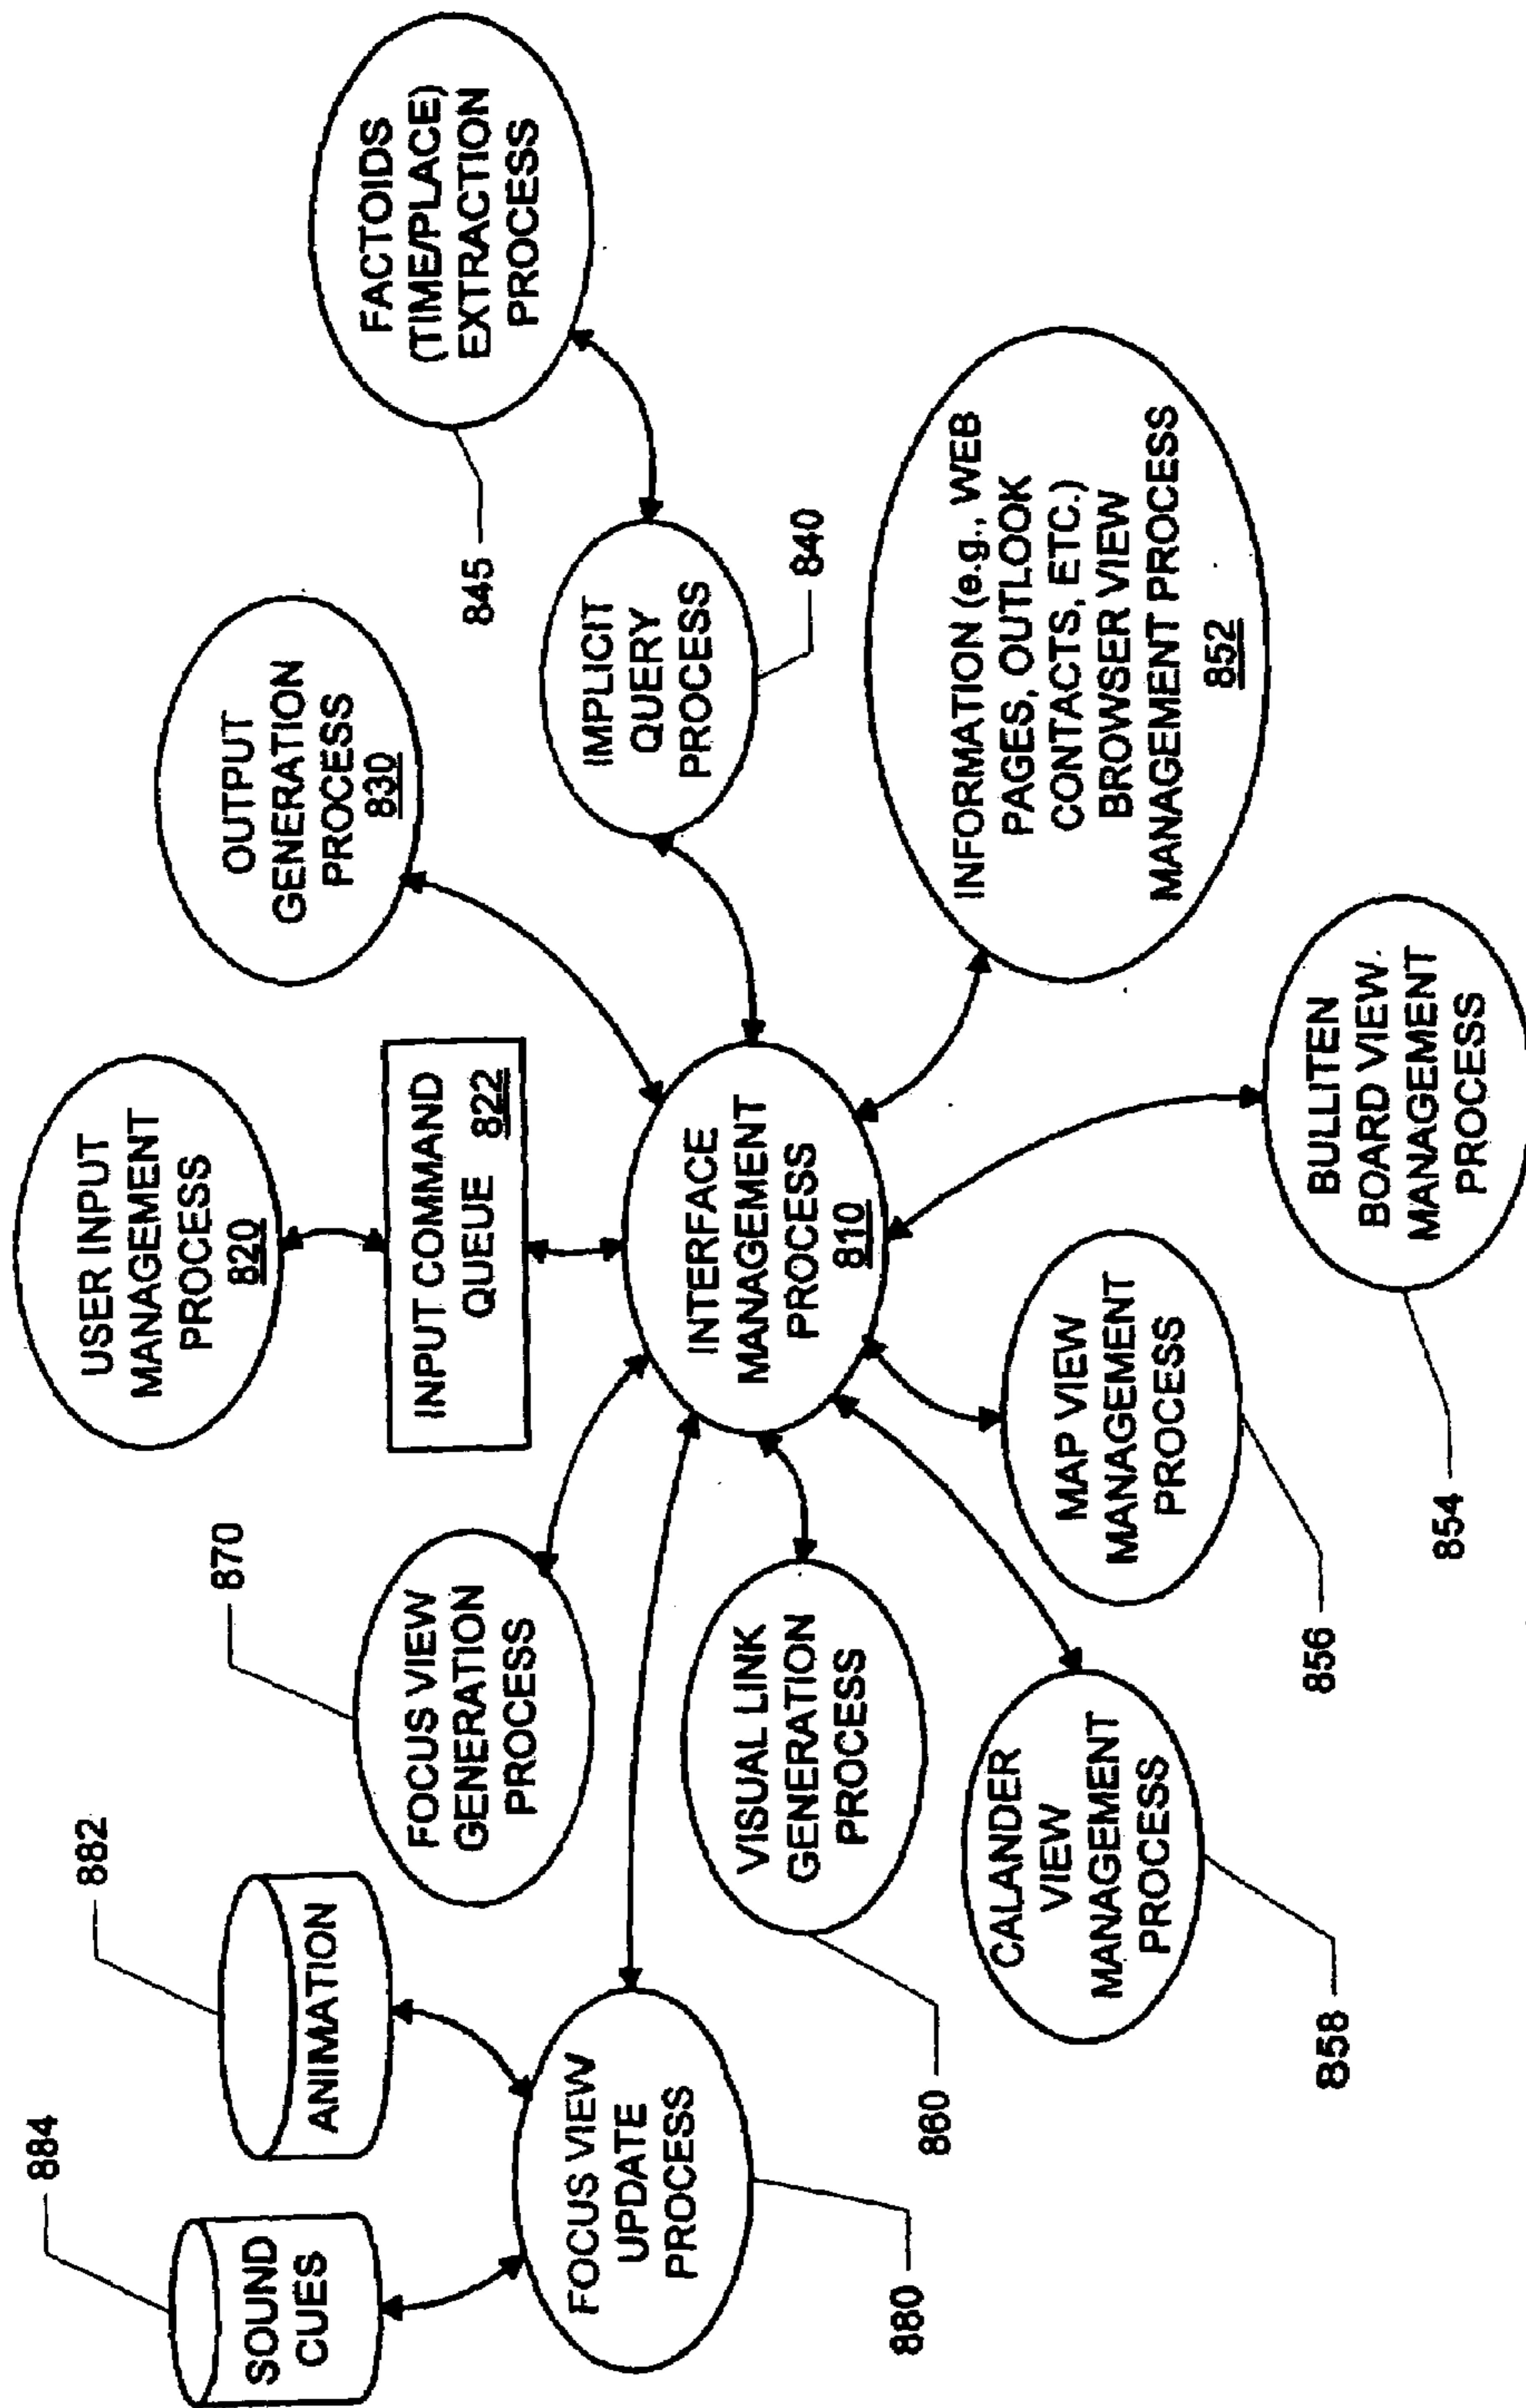 884
SOUND
CUES
882
ANIMATION
FOCUS VIEW
UPDATE
PROCESS
880
870
FOCUS VIEW
GENERATION
PROCESS
VISUAL LINK
GENERATION
PROCESS
860
CALANDER
VIEW
MANAGEMENT
PROCESS
858
USER INPUT
MANAGEMENT
PROCESS
820
INPUT COMMAND
QUEUE 822
INTERFACE
MANAGEMENT
PROCESS
810
MAP VIEW
MANAGEMENT
PROCESS
856
BULLITEN
BOARD VIEW
MANAGEMENT
PROCESS
854
OUTPUT
GENERATION
PROCESS
830
IMPLICIT
QUERY
PROCESS
840
FACTOIDS
(TIME/PLACE)
EXTRACTION
PROCESS
845
INFORMATION (e.g., WEB
PAGES, OUTLOOK
CONTACTS, ETC.)
BROWSER VIEW
MANAGEMENT PROCESS
852